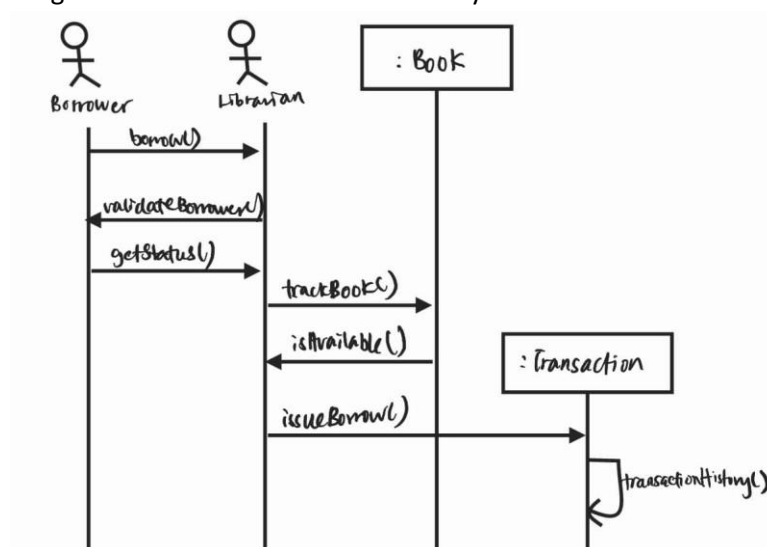 : Book
Borrower
Librarian
borrow()
validateBorrower()
getStatus()
trackBook()
isAvailable()
: Transaction
issueBorrow()
transactionHistory()